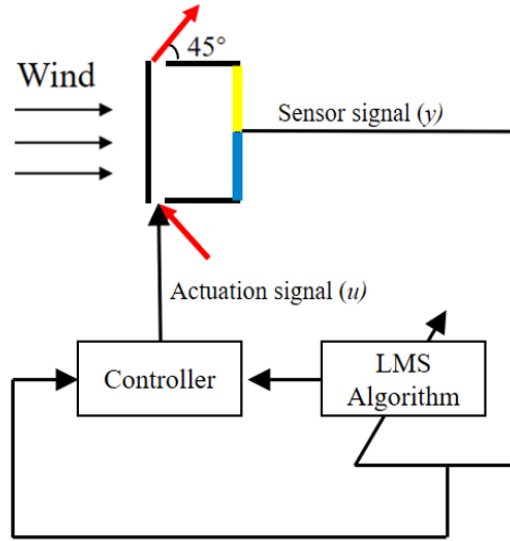 45°
Wind
Sensor signal (y)
Actuation signal (u)
Controller
LMS
Algorithm